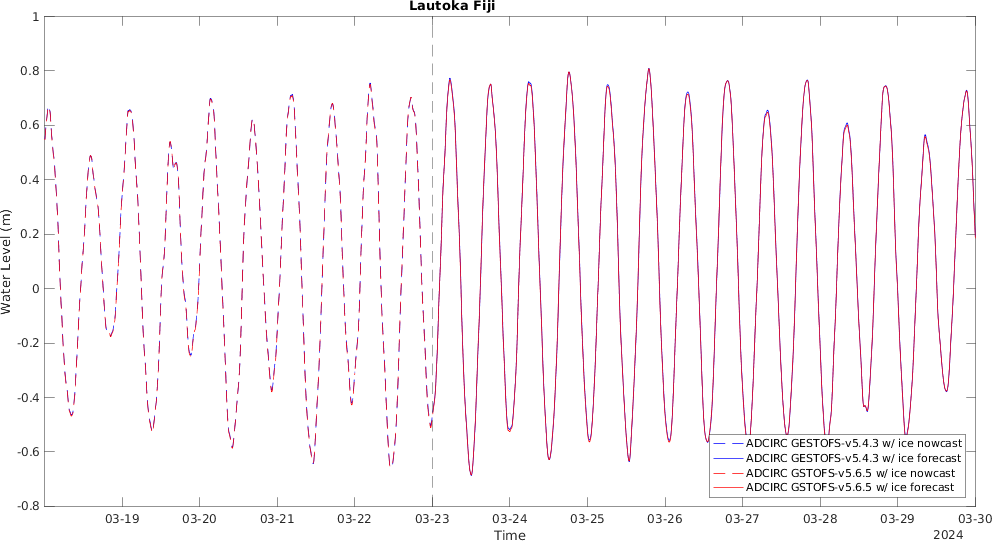 Lautoka Fiji
Water Level (m)
1
0.8
0.6
0.4
0.2
0
-0.2
-0.4
-0.6
-0.8
ADCIRC GESTOFS-v5.4.3 w/ ice nowcast
ADCIRC GESTOFS-v5.4.3 w/ ice forecast
ADCIRC GSTOFS-v5.6.5 w/ ice nowcast
ADCIRC GSTOFS-v5.6.5 w/ ice forecast
03-19 03-20 03-21 03-22 03-23 03-24 03-25 03-26 03-27 03-28 03-29 03-30
Time
2024